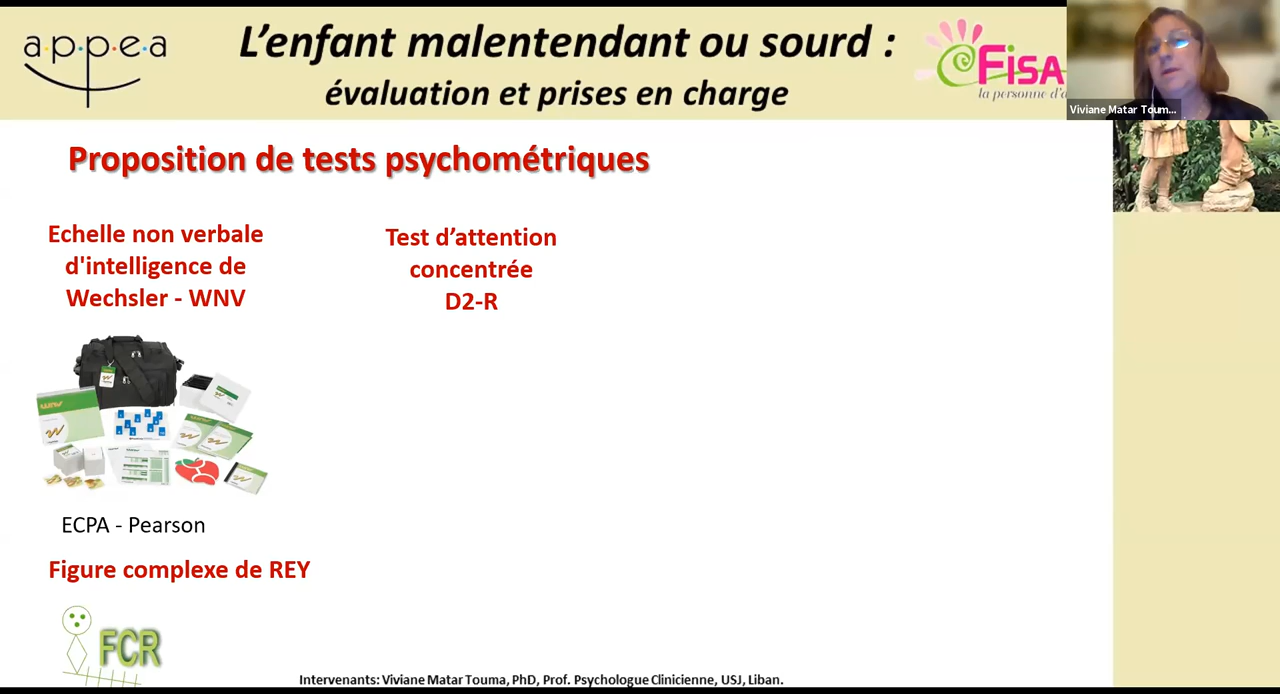 a·p·p·e·a
L'enfant malentendant ou sourd :
évaluation et prises en charge
FISA
la personne d'a
Viviane Matar Toum...
Proposition de tests psychométriques
Echelle non verbale
d'intelligence de
Wechsler - WNV
Test d'attention
concentrée
D2-R
WNV
ECPA - Pearson
Figure complexe de REY
FCR
Intervenants: Viviane Matar Touma, PhD, Prof. Psychologue Clinicienne, USJ, Liban.